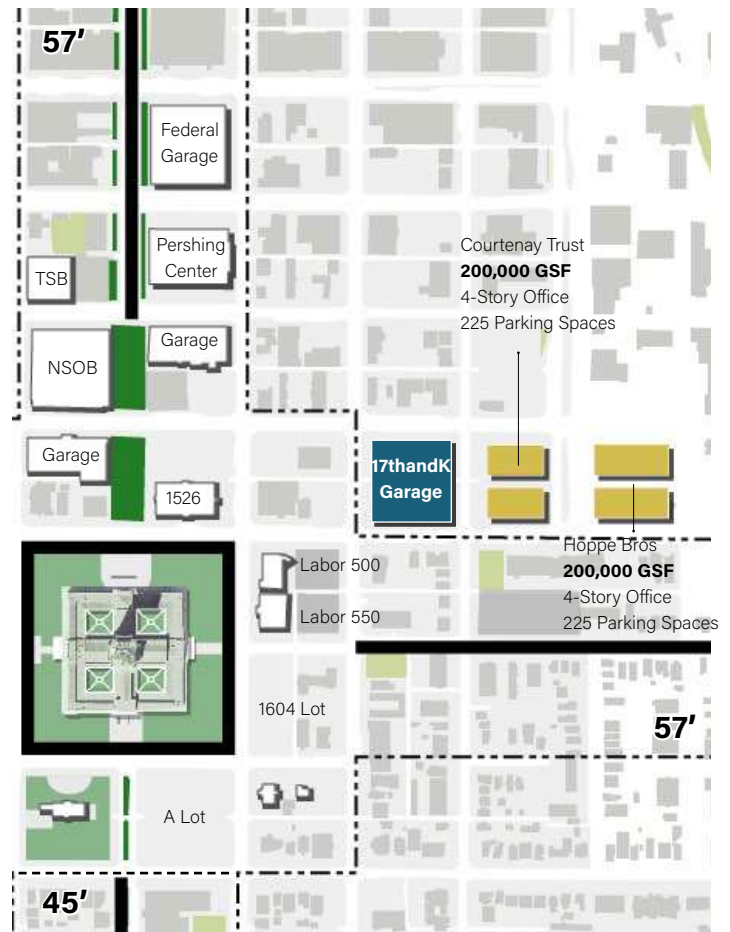 57'
Federal
Garage
Pershing
Center
TSB
Courtenay Trust
200,000 GSF
4-Story Office
225 Parking Spaces
Garage
NSOB
Garage
17thandK
Garage
1526
Hoppe Bros
200,000 GSF
4-Story Office
225 Parking Spaces
Labor 500
Labor 550
1604 Lot
57'
A Lot
45'